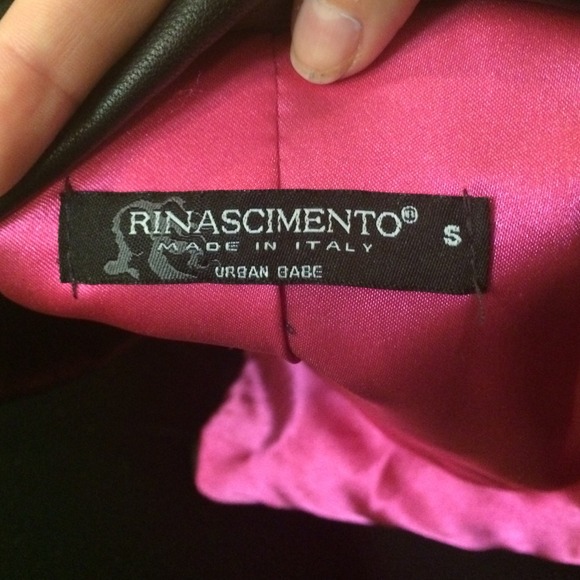 RINASCIMENTO®
MADE IN ITALY
URBAN BABE
S